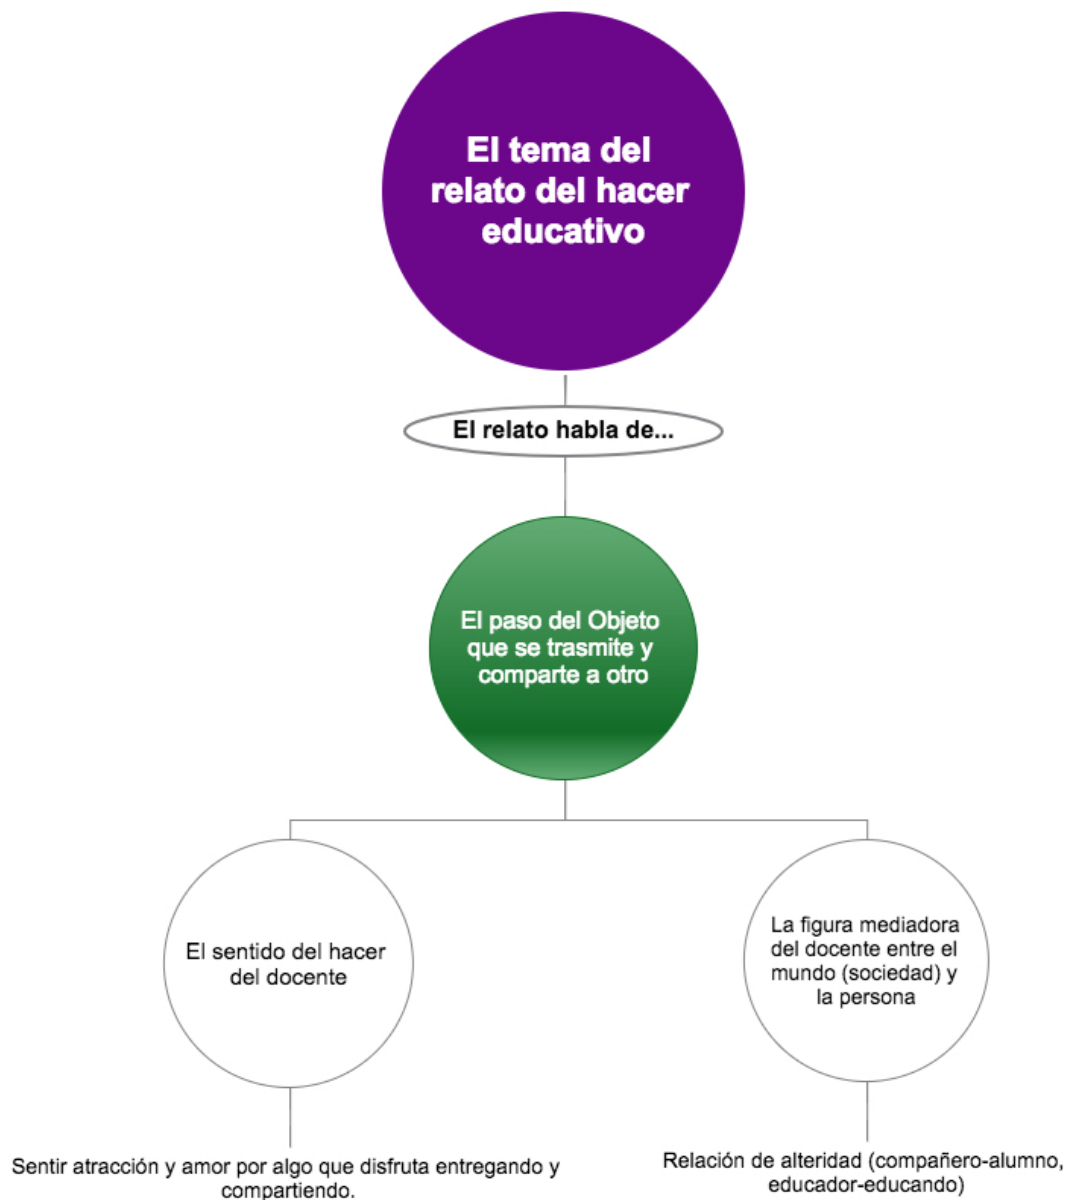 El tema del
relato del hacer
educativo
El relato habla de...
El paso del Objeto
que se trasmite y
comparte a otro
El sentido del hacer
del docente
La figura mediadora
del docente entre el
mundo (sociedad) y
la persona
Sentir atracción y amor por algo que disfruta entregando y
compartiendo.
Relación de alteridad (compañero-alumno,
educador-educando)